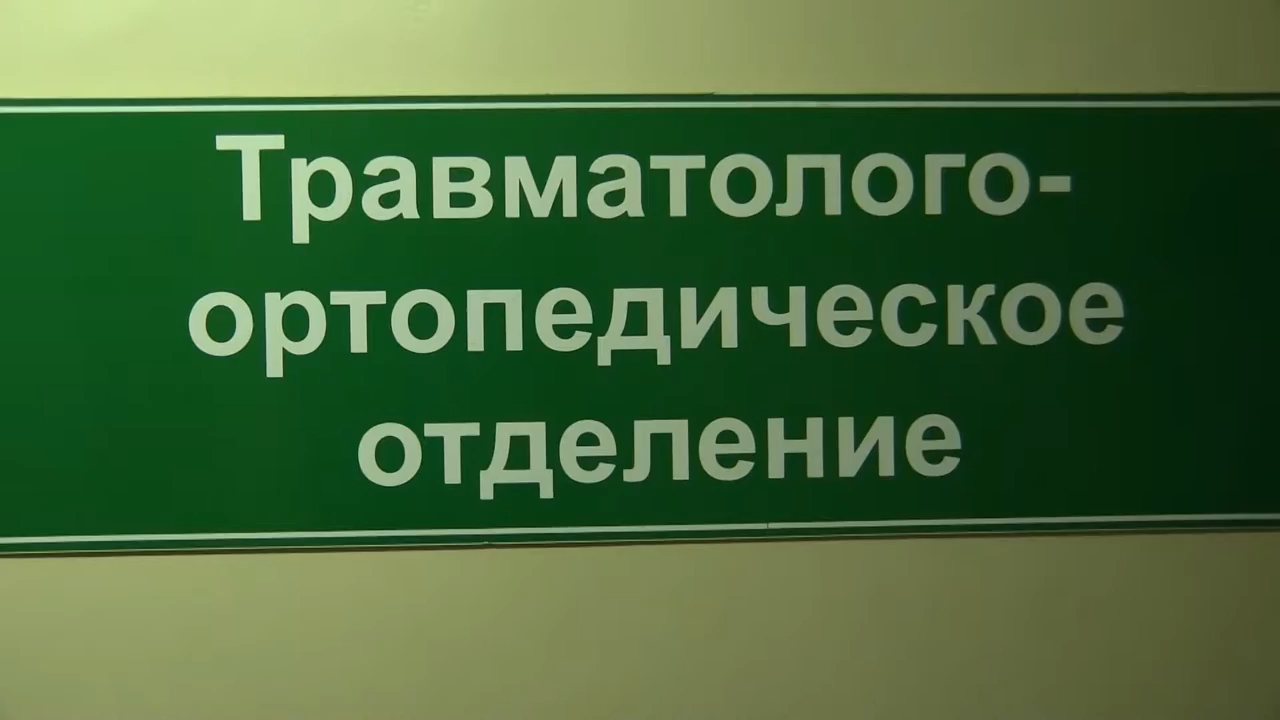 Травматолого-
ортопедическое
отделение